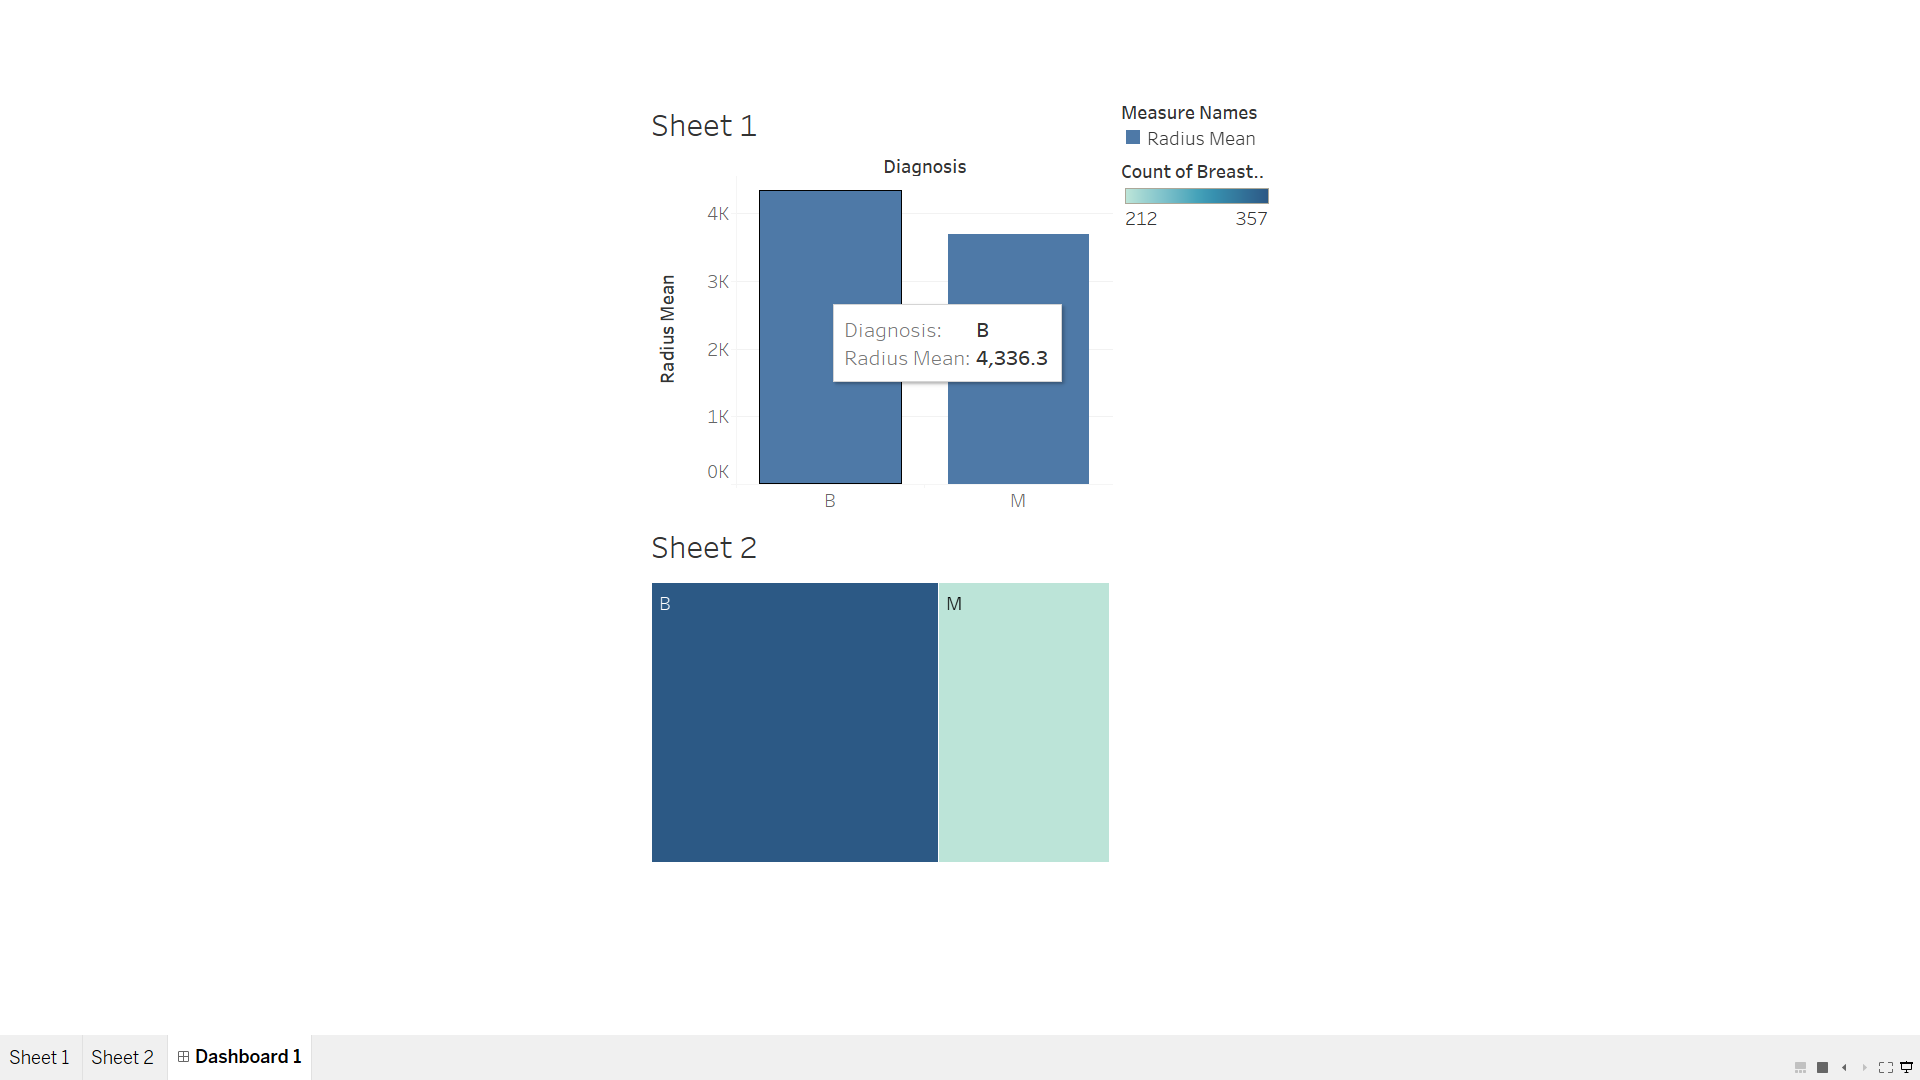 Sheet 1
Diagnosis
Radius Mean
4K
3K
2K
1K
0K
B
M
Diagnosis: B
Radius Mean: 4,336.3
Measure Names
Radius Mean
Count of Breast..
212 357
Sheet 2
B
M
Sheet 1 Sheet 2 Dashboard 1